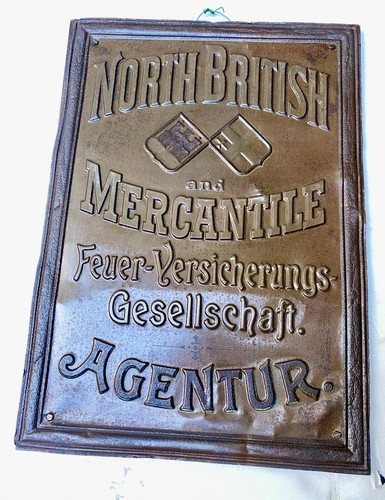 NORTH BRITISH
and
MERCANTILE
Feuer-Versicherungs-
Gesellschaft.
AGENTUR.